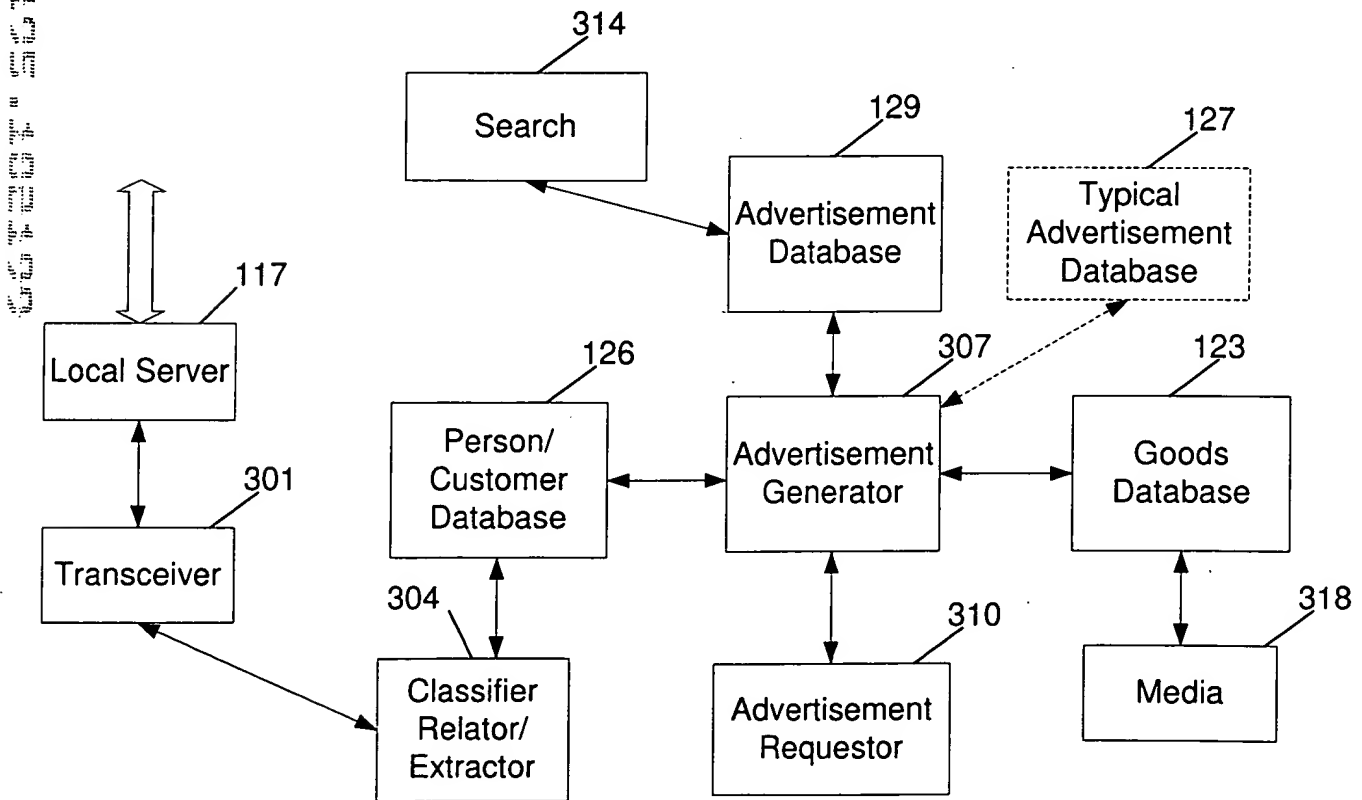 314
Search
129
Advertisement
Database
127
Typical
Advertisement
Database
117
Local Server
126
Person/
Customer
Database
307
Advertisement
Generator
123
Goods
Database
301
Transceiver
304
Classifier
Relator/
Extractor
310
Advertisement
Requestor
318
Media